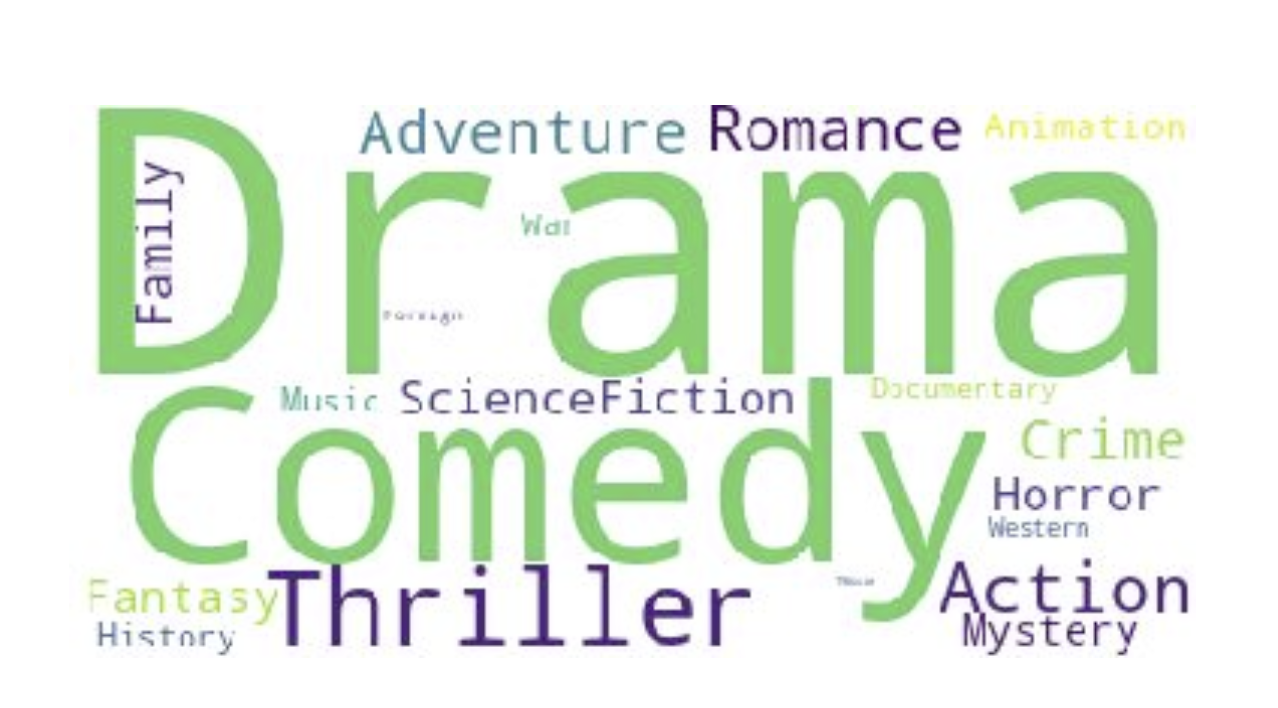 Adventure Romance Animation
Drama
Family
War
Foreign
Music ScienceFiction Documentary
Comedy
Crime
Horror
Western
Fantasy Thriller Action
History Mystery